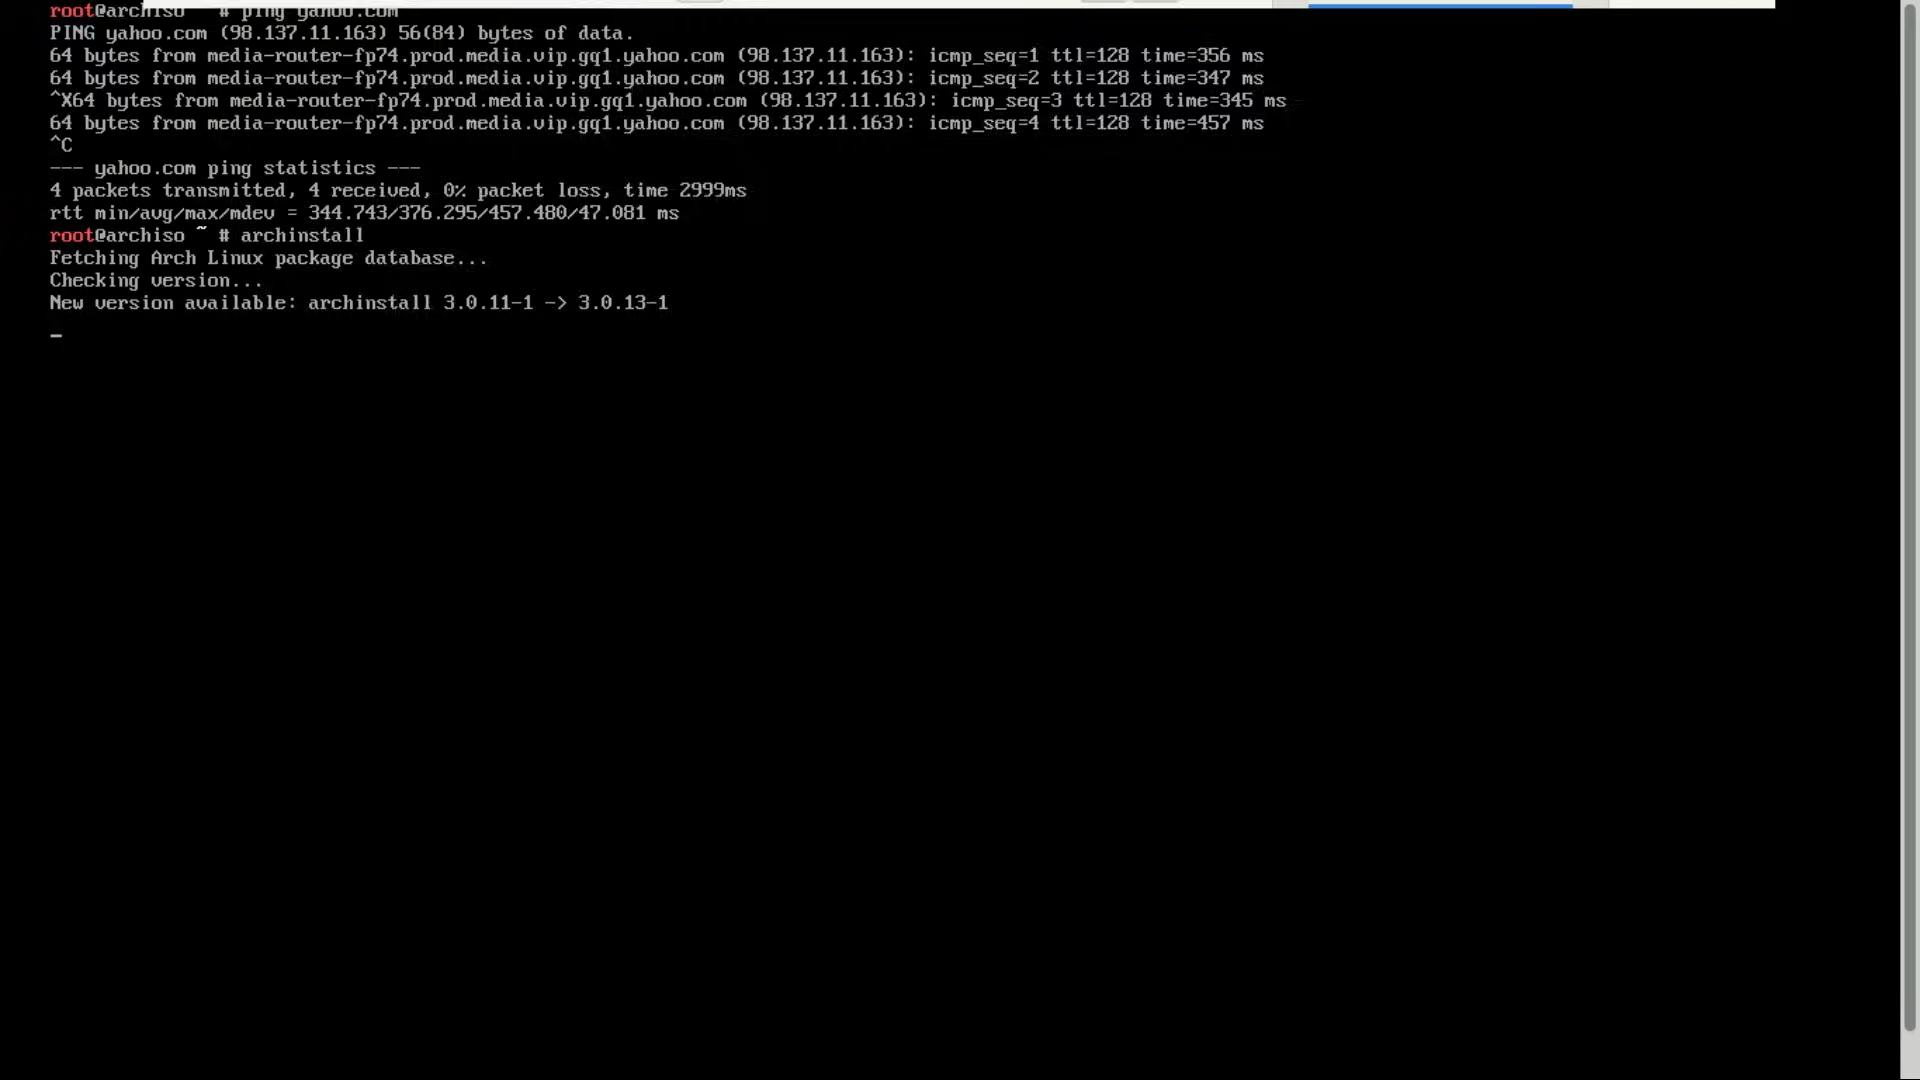 root@archiso # ping yahoo.com
PING yahoo.com (98.137.11.163) 56(84) bytes of data.
64 bytes from media-router-fp74.prod.media.vip.gq1.yahoo.com (98.137.11.163): icmp_seq=1 ttl=128 time=356 ms
64 bytes from media-router-fp74.prod.media.vip.gq1.yahoo.com (98.137.11.163): icmp_seq=2 ttl=128 time=347 ms
^X64 bytes from media-router-fp74.prod.media.vip.gq1.yahoo.com (98.137.11.163): icmp_seq=3 ttl=128 time=345 ms
64 bytes from media-router-fp74.prod.media.vip.gq1.yahoo.com (98.137.11.163): icmp_seq=4 ttl=128 time=457 ms
^C
--- yahoo.com ping statistics ---
4 packets transmitted, 4 received, 0% packet loss, time 2999ms
rtt min/avg/max/mdev = 344.743/376.295/457.480/47.081 ms
root@archiso ~ # archinstall
Fetching Arch Linux package database...
Checking version...
New version available: archinstall 3.0.11-1 -> 3.0.13-1